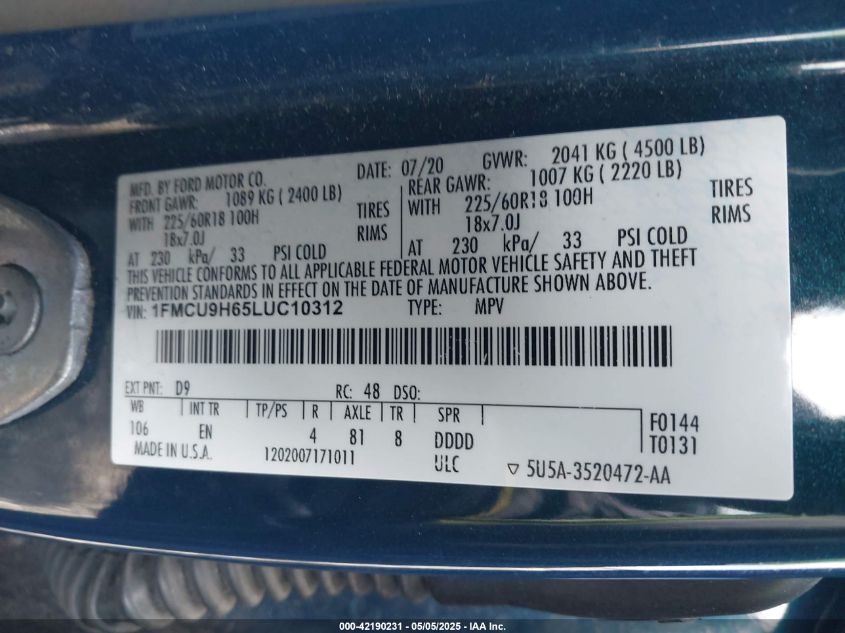 MFD. BY FORD MOTOR CO. DATE: 07/20 GVWR: 2041 KG ( 4500 LB)
FRONT GAWR: 1089 KG ( 2400 LB) REAR GAWR: 1007 KG ( 2220 LB)
WITH 225/60R18 100H TIRES WITH 225/60R18 100H TIRES
18x7.0J RIMS 18x7.0J RIMS
AT 230 kPa/ 33 PSI COLD AT 230 kPa/ 33 PSI COLD
THIS VEHICLE CONFORMS TO ALL APPLICABLE FEDERAL MOTOR VEHICLE SAFETY AND THEFT
PREVENTION STANDARDS IN EFFECT ON THE DATE OF MANUFACTURE SHOWN ABOVE.
VIN: 1FMCU9H65LUC10312 TYPE: MPV
EXT PNT: D9 RC: 48 DSO:
WB INT TR TP/PS R AXLE TR SPR F0144
106 EN 4 81 8 DDDD T0131
MADE IN U.S.A. 1202007171011 ULC ▽ 5U5A-3520472-AA
000-42190231 - 05/05/2025 - IAA Inc.